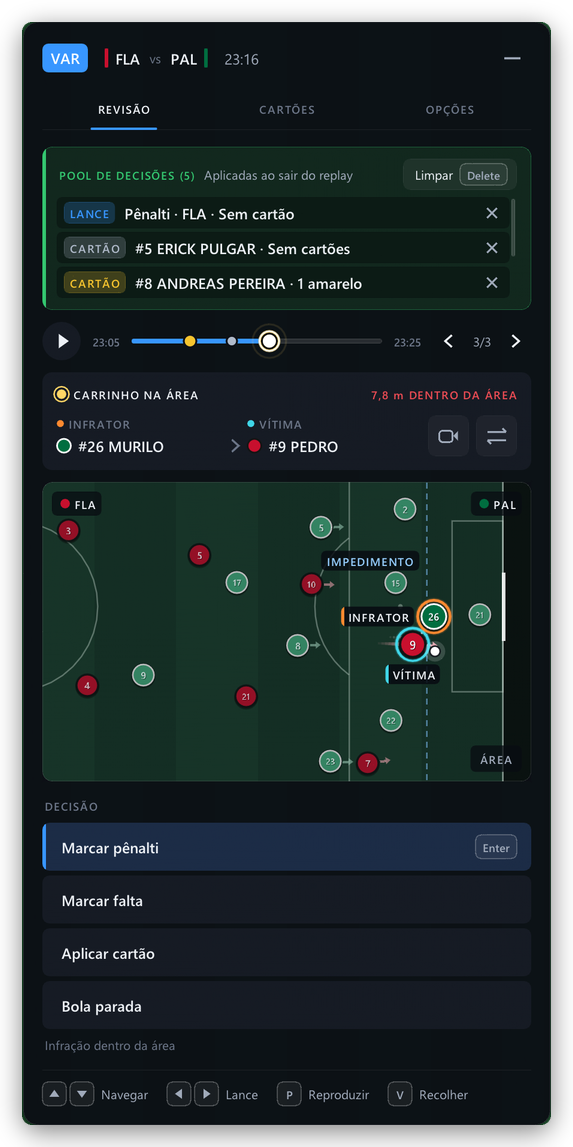 VAR FLA vs PAL 23:16
REVISÃO CARTÕES OPÇÕES
POOL DE DECISÕES (5) Aplicadas ao sair do replay Limpar Delete
LANCE Pênalti · FLA · Sem cartão
CARTÃO #5 ERICK PULGAR · Sem cartões
CARTÃO #8 ANDREAS PEREIRA · 1 amarelo
23:05 23:25 3/3
CARRINHO NA ÁREA 7,8 m DENTRO DA ÁREA
INFRATOR VÍTIMA
#26 MURILO #9 PEDRO
FLA 2 PAL
3 5
5 IMPEDIMENTO
17 10 15
INFRATOR 26 21
8 9
9 VÍTIMA
4 21
22
23 7 ÁREA
DECISÃO
Marcar pênalti Enter
Marcar falta
Aplicar cartão
Bola parada
Infração dentro da área
Navegar Lance P Reproduzir V Recolher